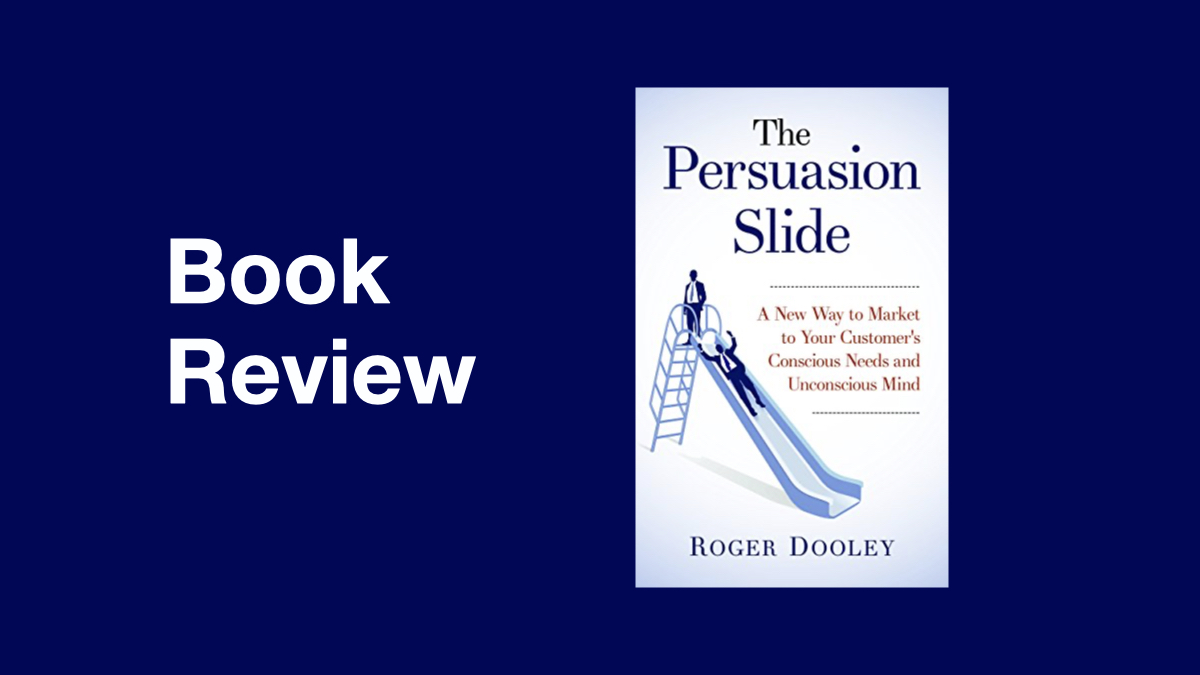 Book
Review
The
Persuasion
Slide
A New Way to Market
to Your Customer's
Conscious Needs and
Unconscious Mind
ROGER DOOLEY